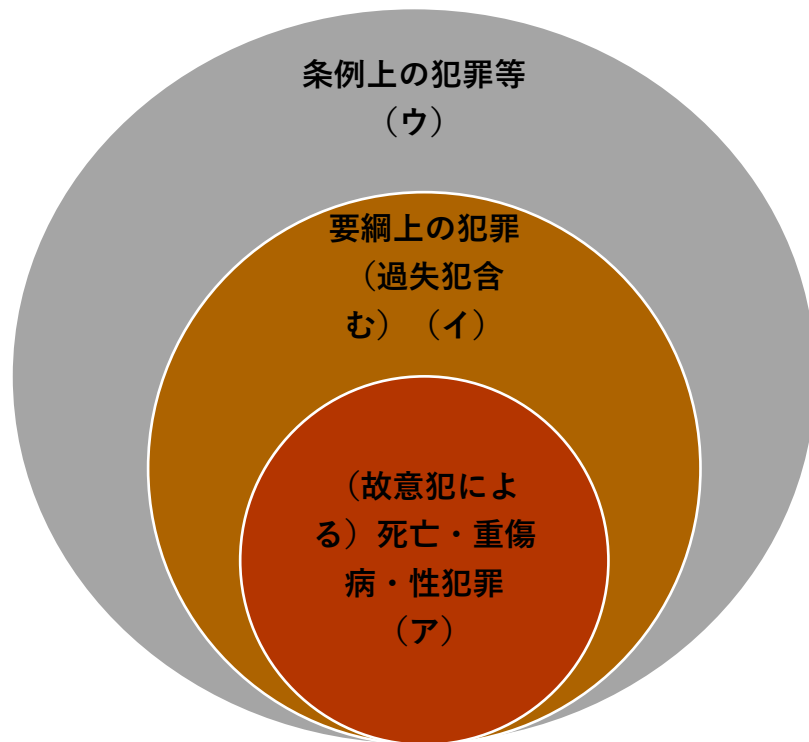 条例上の犯罪等
（ウ）
要綱上の犯罪
（過失犯含
む）（イ）
（故意犯によ
る）死亡・重傷
病・性犯罪
（ア）